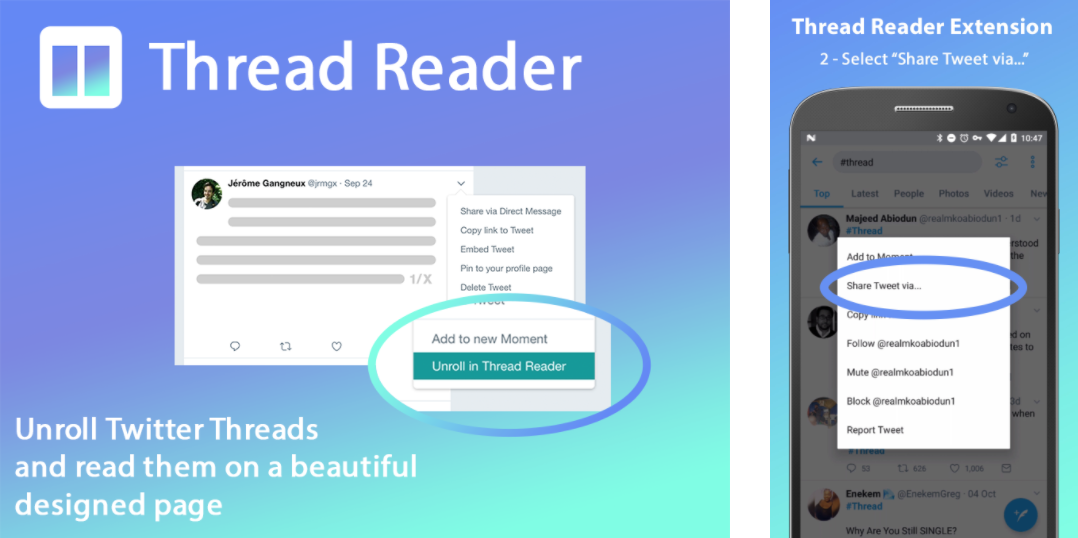 Thread Reader
Jérôme Gangneux @jrmgx · Sep 24
Share via Direct Message
Copy link to Tweet
Embed Tweet
Pin to your profile page
Delete Tweet
1/X
Add to new Moment
Unroll in Thread Reader
Unroll Twitter Threads
and read them on a beautiful
designed page
Thread Reader Extension
2 - Select “Share Tweet via...”
10:47
#thread
Top Latest People Photos Videos New
Majeed Abiodun @realmkoabiodun1 · 1d
#Thread
Add to Moment
Share Tweet via...
Copy
Follow @realmkoabiodun1
Mute @realmkoabiodun1
Block @realmkoabiodun1
Report Tweet
when
#Thread
53 626 1,006
Enekem @EnekemGreg · 04 Oct
#Thread
Why Are You Still SINGLE?